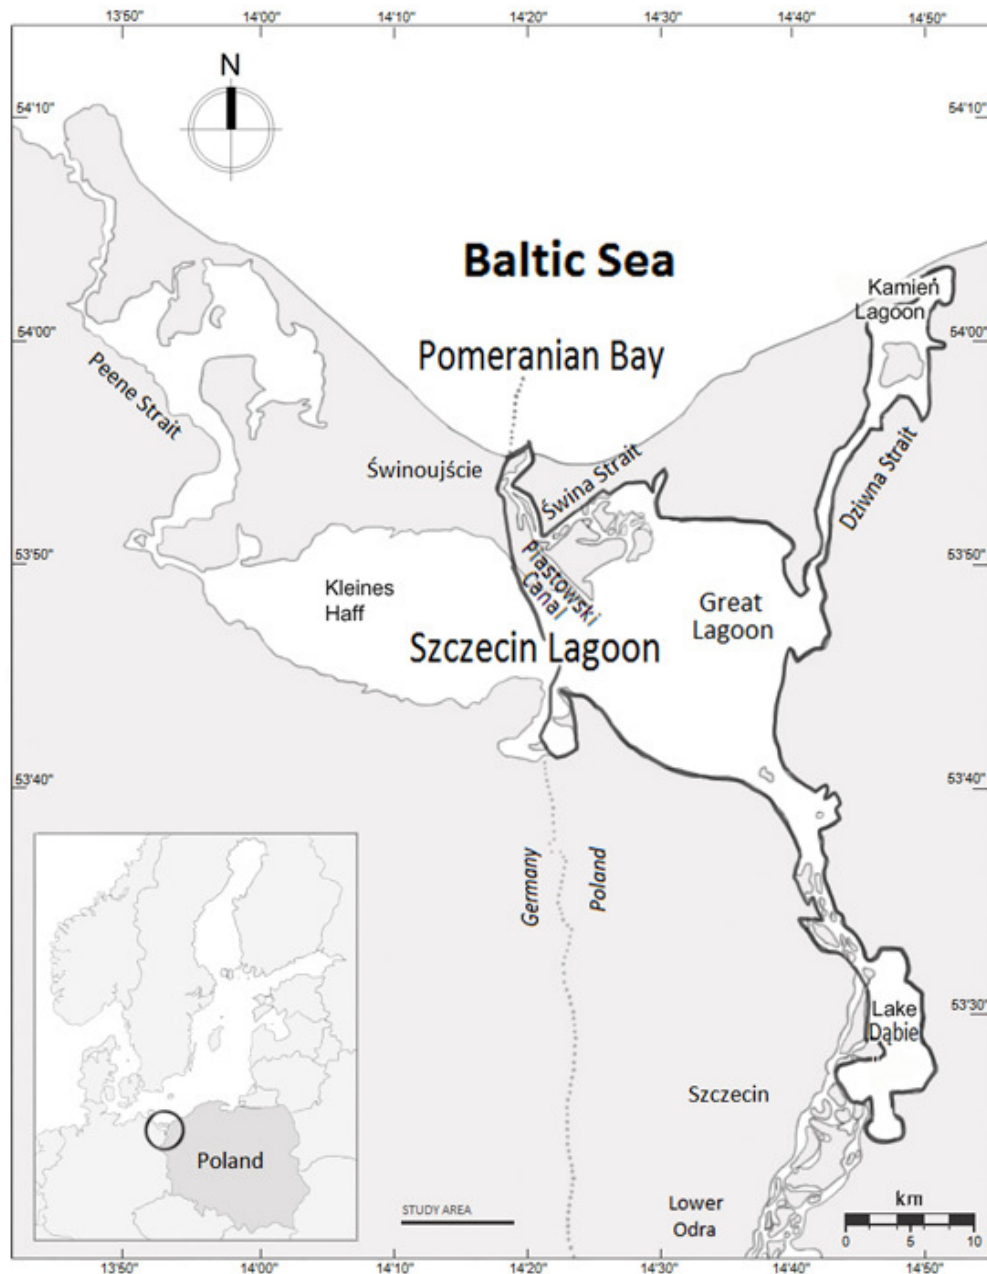 13'50" 14'00" 14'10" 14'20" 14'30" 14'40" 14'50"
N
54'10" 54'10"
Baltic Sea
Kamień
Lagoon
54'00" 54'00"
Pomeranian Bay
Peene Strait
Świnoujście
Świna Strait
Dziwna Strait
53'50" 53'50"
Piastowski
Canal
Kleines
Haff
Great
Lagoon
Szczecin Lagoon
53'40" 53'40"
Germany
Poland
53'30"
Lake
Dąbie
Szczecin
Poland
Lower
Odra
STUDY AREA
km
0 5 10
13'50" 14'00" 14'10" 14'20" 14'30" 14'40" 14'50"